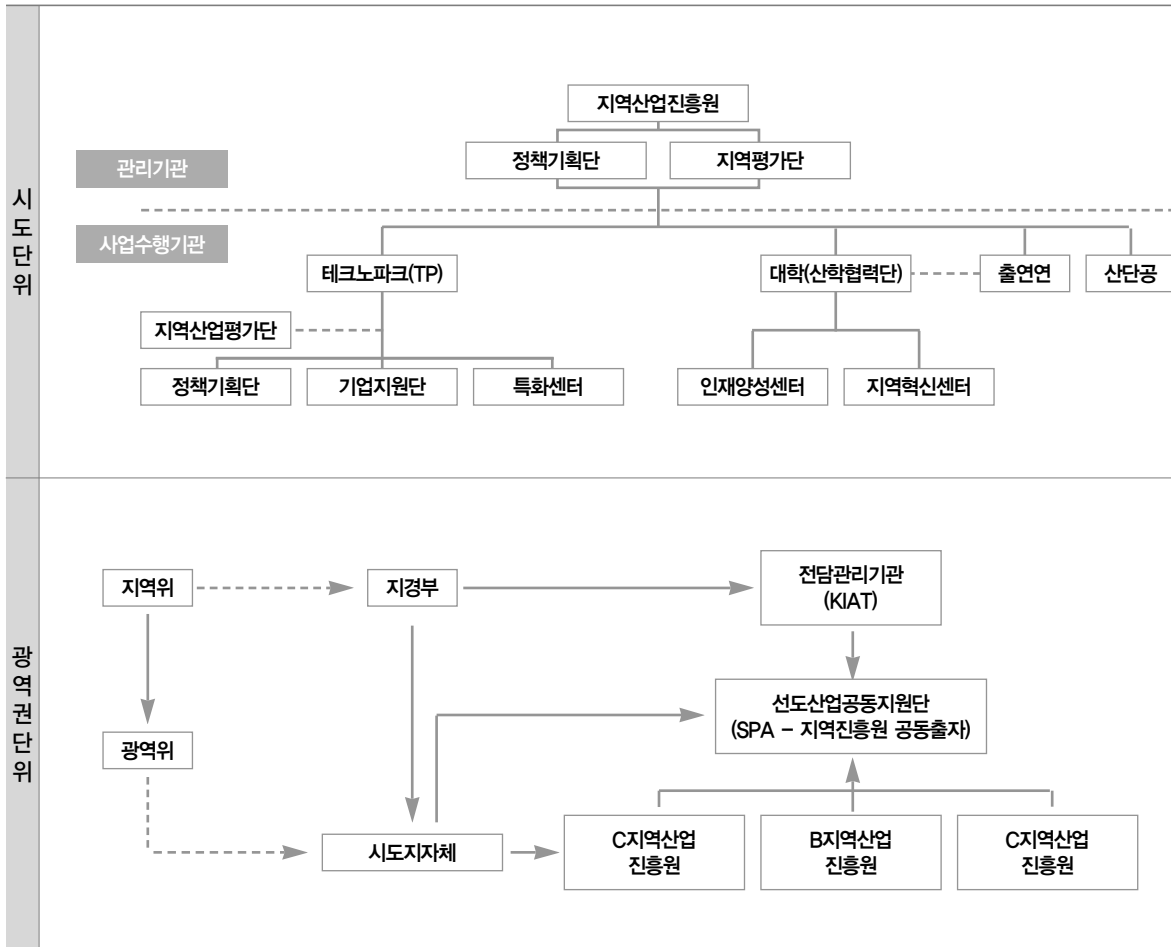 시도단위
지역산업진흥원
정책기획단
지역평가단
관리기관
사업수행기관
테크노파크(TP)
대학(산학협력단)
출연연
산단공
지역산업평가단
정책기획단
기업지원단
특화센터
인재양성센터
지역혁신센터
광역권단위
지역위
지경부
전담관리기관
(KIAT)
선도산업공동지원단
(SPA - 지역진흥원 공동출자)
광역위
시도지자체
C지역산업
진흥원
B지역산업
진흥원
C지역산업
진흥원